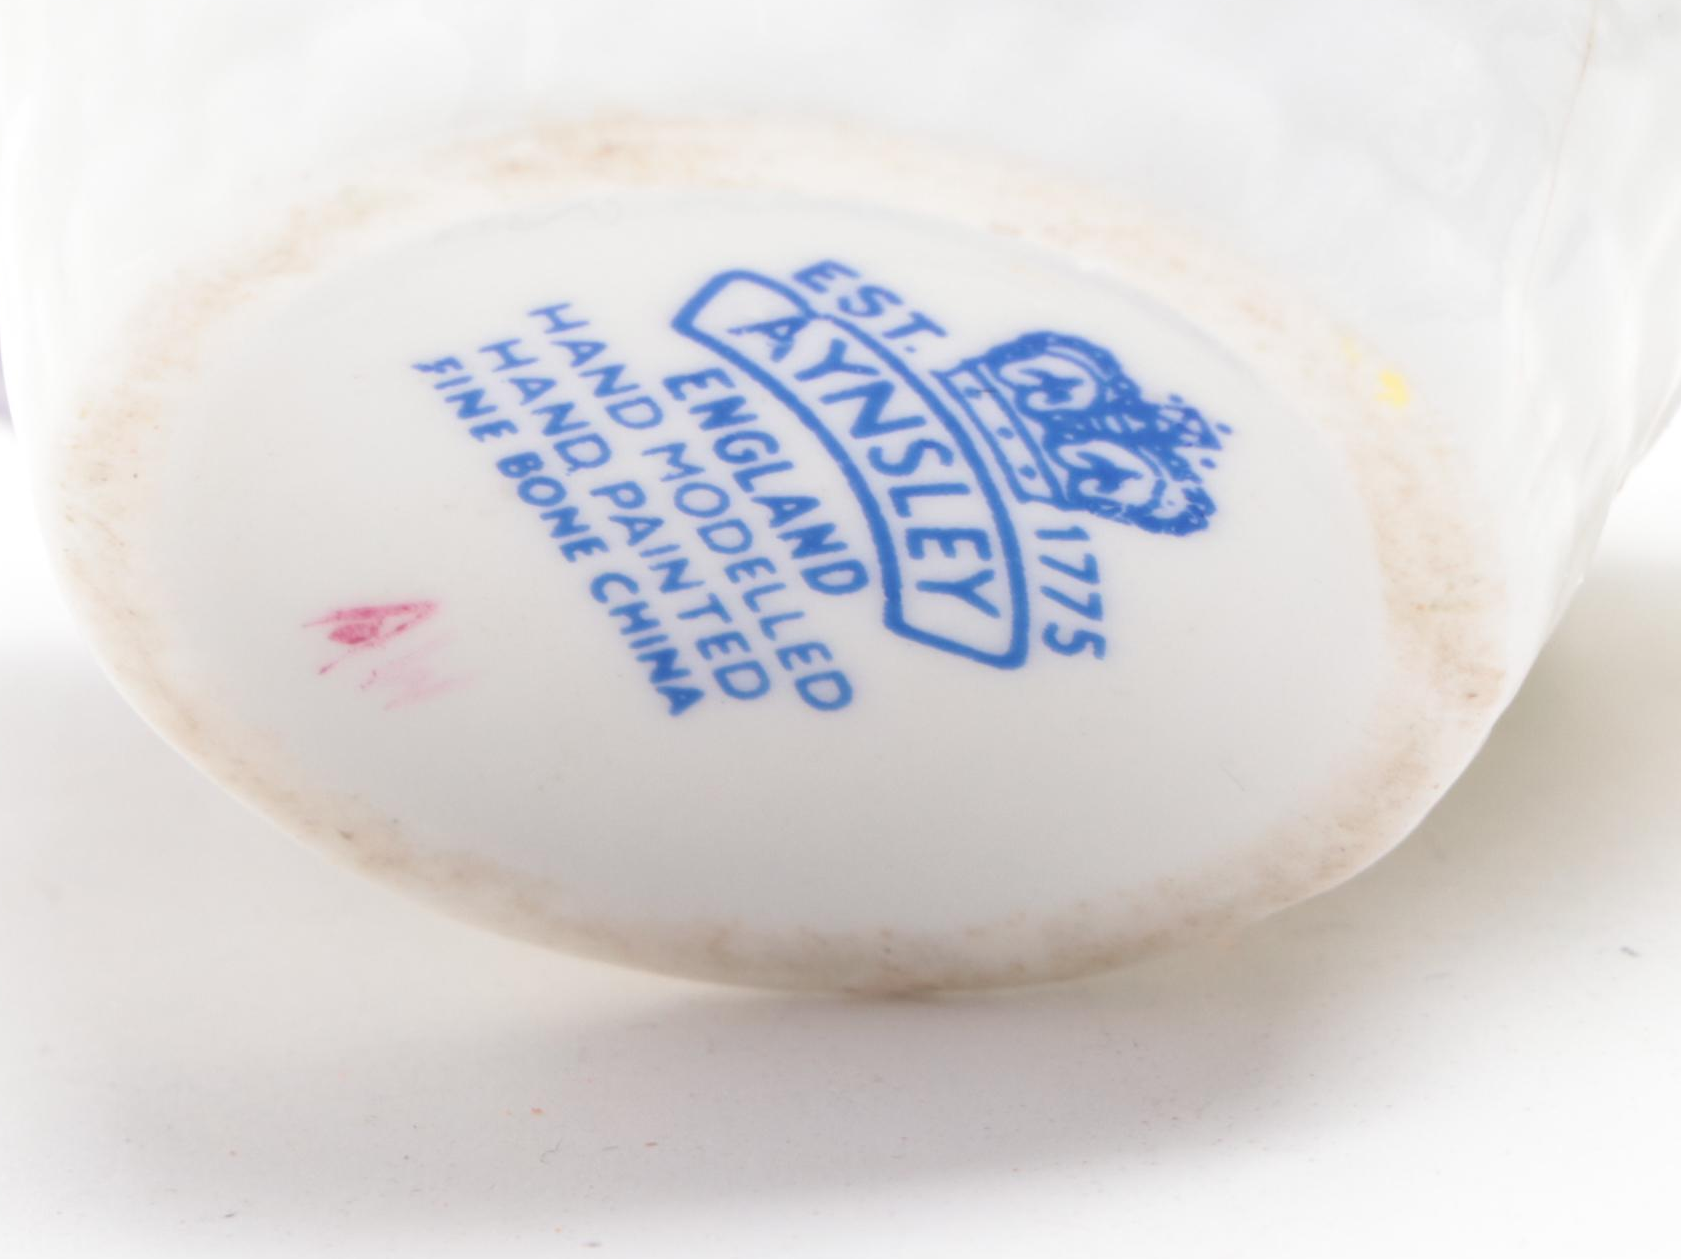 EST. 1775
AYNSLEY
ENGLAND
HAND MODELLED
HAND PAINTED
FINE BONE CHINA